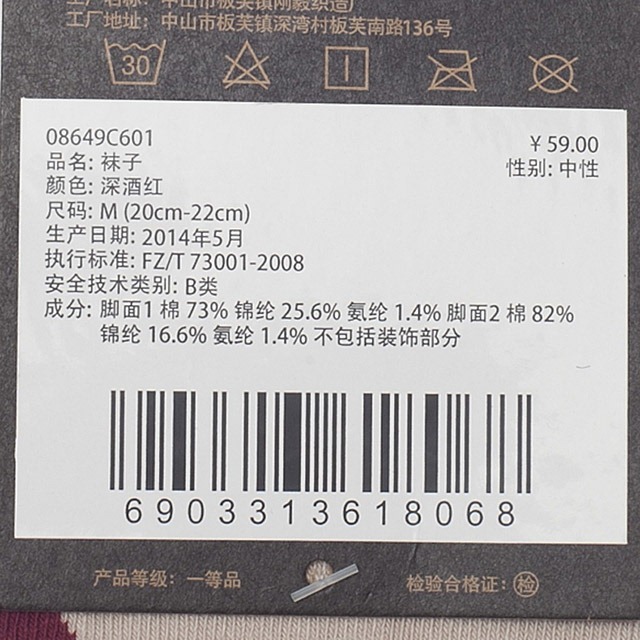 工厂地址：中山市板芙镇深湾村板芙南路136号
30
08649C601
¥ 59.00
品名: 袜子
性别: 中性
颜色: 深酒红
尺码: M (20cm-22cm)
生产日期: 2014年5月
执行标准: FZ/T 73001-2008
安全技术类别: B类
成分: 脚面1 棉 73% 锦纶 25.6% 氨纶 1.4% 脚面2 棉 82%
锦纶 16.6% 氨纶 1.4% 不包括装饰部分
6903313618068
产品等级：一等品
检验合格证：检